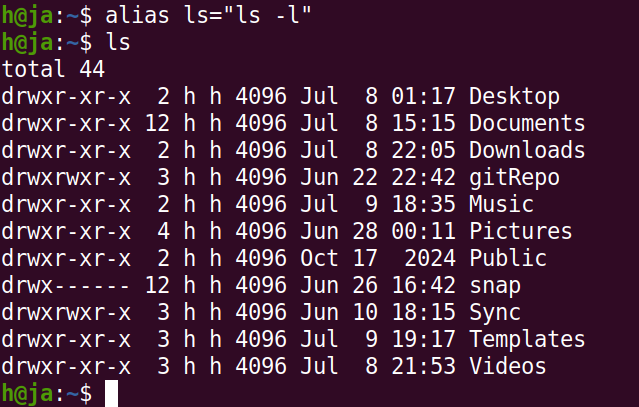 h@ja:~$ alias ls="ls -l"
h@ja:~$ ls
total 44
drwxr-xr-x  2 h h 4096 Jul  8 01:17 Desktop
drwxr-xr-x 12 h h 4096 Jul  8 15:15 Documents
drwxr-xr-x  2 h h 4096 Jul  8 22:05 Downloads
drwxrwxr-x  3 h h 4096 Jun 22 22:42 gitRepo
drwxr-xr-x  2 h h 4096 Jul  9 18:35 Music
drwxr-xr-x  4 h h 4096 Jun 28 00:11 Pictures
drwxr-xr-x  2 h h 4096 Oct 17  2024 Public
drwx------ 12 h h 4096 Jun 26 16:42 snap
drwxrwxr-x  3 h h 4096 Jun 10 18:15 Sync
drwxr-xr-x  3 h h 4096 Jul  9 19:17 Templates
drwxr-xr-x  3 h h 4096 Jul  8 21:53 Videos
h@ja:~$